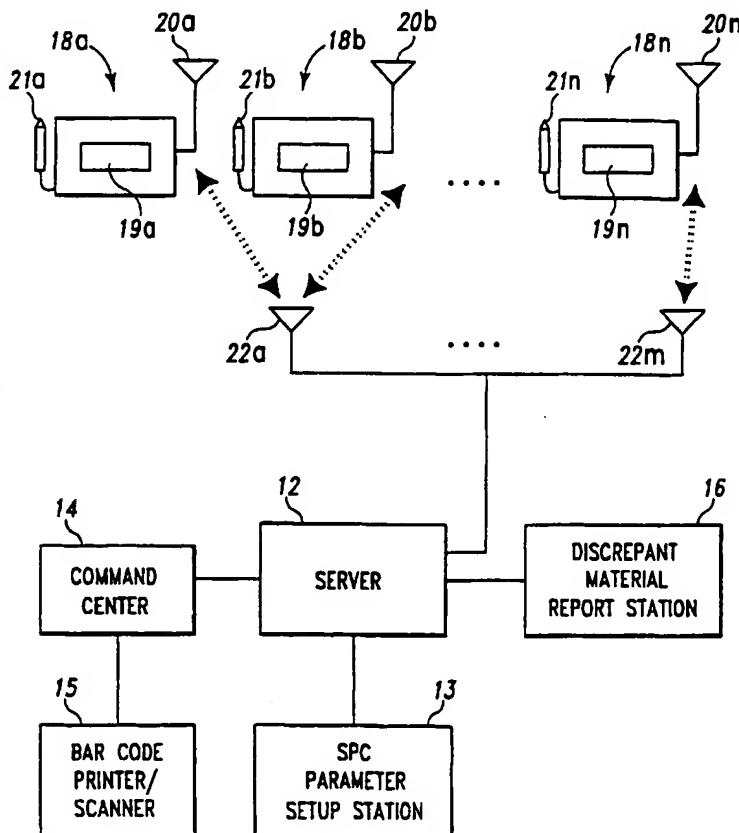 20a 20b 20n
18a 18b 18n
21a 21b 21n
19a 19b 19n
....
22a .... 22m
12 16
14
DISCREPANT
MATERIAL
REPORT STATION
COMMAND
CENTER
SERVER
15 13
BAR CODE
PRINTER/
SCANNER
SPC
PARAMETER
SETUP STATION